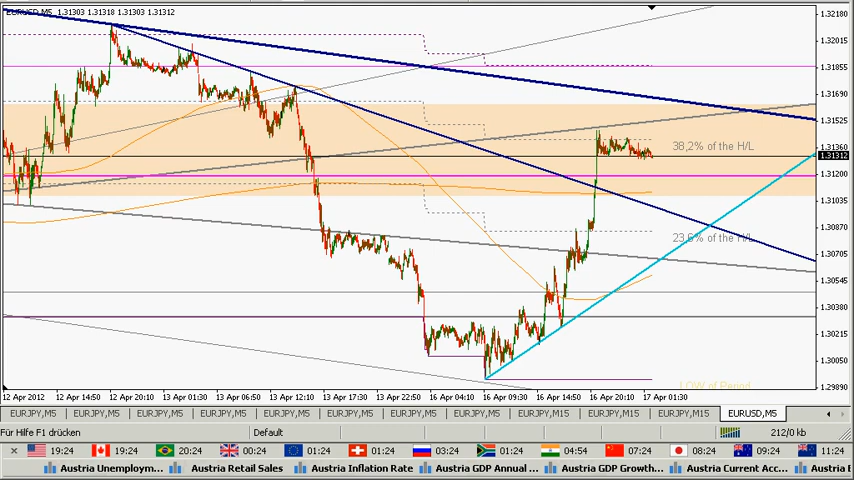 EURUSD,M5 1.31303 1.31318 1.31303 1.31312
1.32180
1.32015
1.31855
1.31690
1.31525
38,2% of the H/L
1.31360
1.31312
1.31200
1.31035
23,6% of the H/L
1.30870
1.30705
1.30540
1.30380
1.30215
1.30050
LOW of Period
1.29890
12 Apr 2012 12 Apr 14:50 12 Apr 20:10 13 Apr 01:30 13 Apr 06:50 13 Apr 12:10 13 Apr 17:30 13 Apr 22:50 16 Apr 04:10 16 Apr 09:30 16 Apr 14:50 16 Apr 20:10 17 Apr 01:30
EURJPY,M5 EURJPY,M5 EURJPY,M5 EURJPY,M5 EURJPY,M5 EURJPY,M5 EURJPY,M5 EURJPY,M5 EURJPY,M15 EURJPY,M15 EURJPY,M15 EURUSD,M5
Für Hilfe F1 drücken Default 212/0 kb
19:24 19:24 20:24 00:24 01:24 01:24 03:24 01:24 04:54 07:24 08:24 09:24 11:24
Austria Unemploym... Austria Retail Sales Austria Inflation Rate Austria GDP Annual ... Austria GDP Growth... Austria Current Acc... Austria E